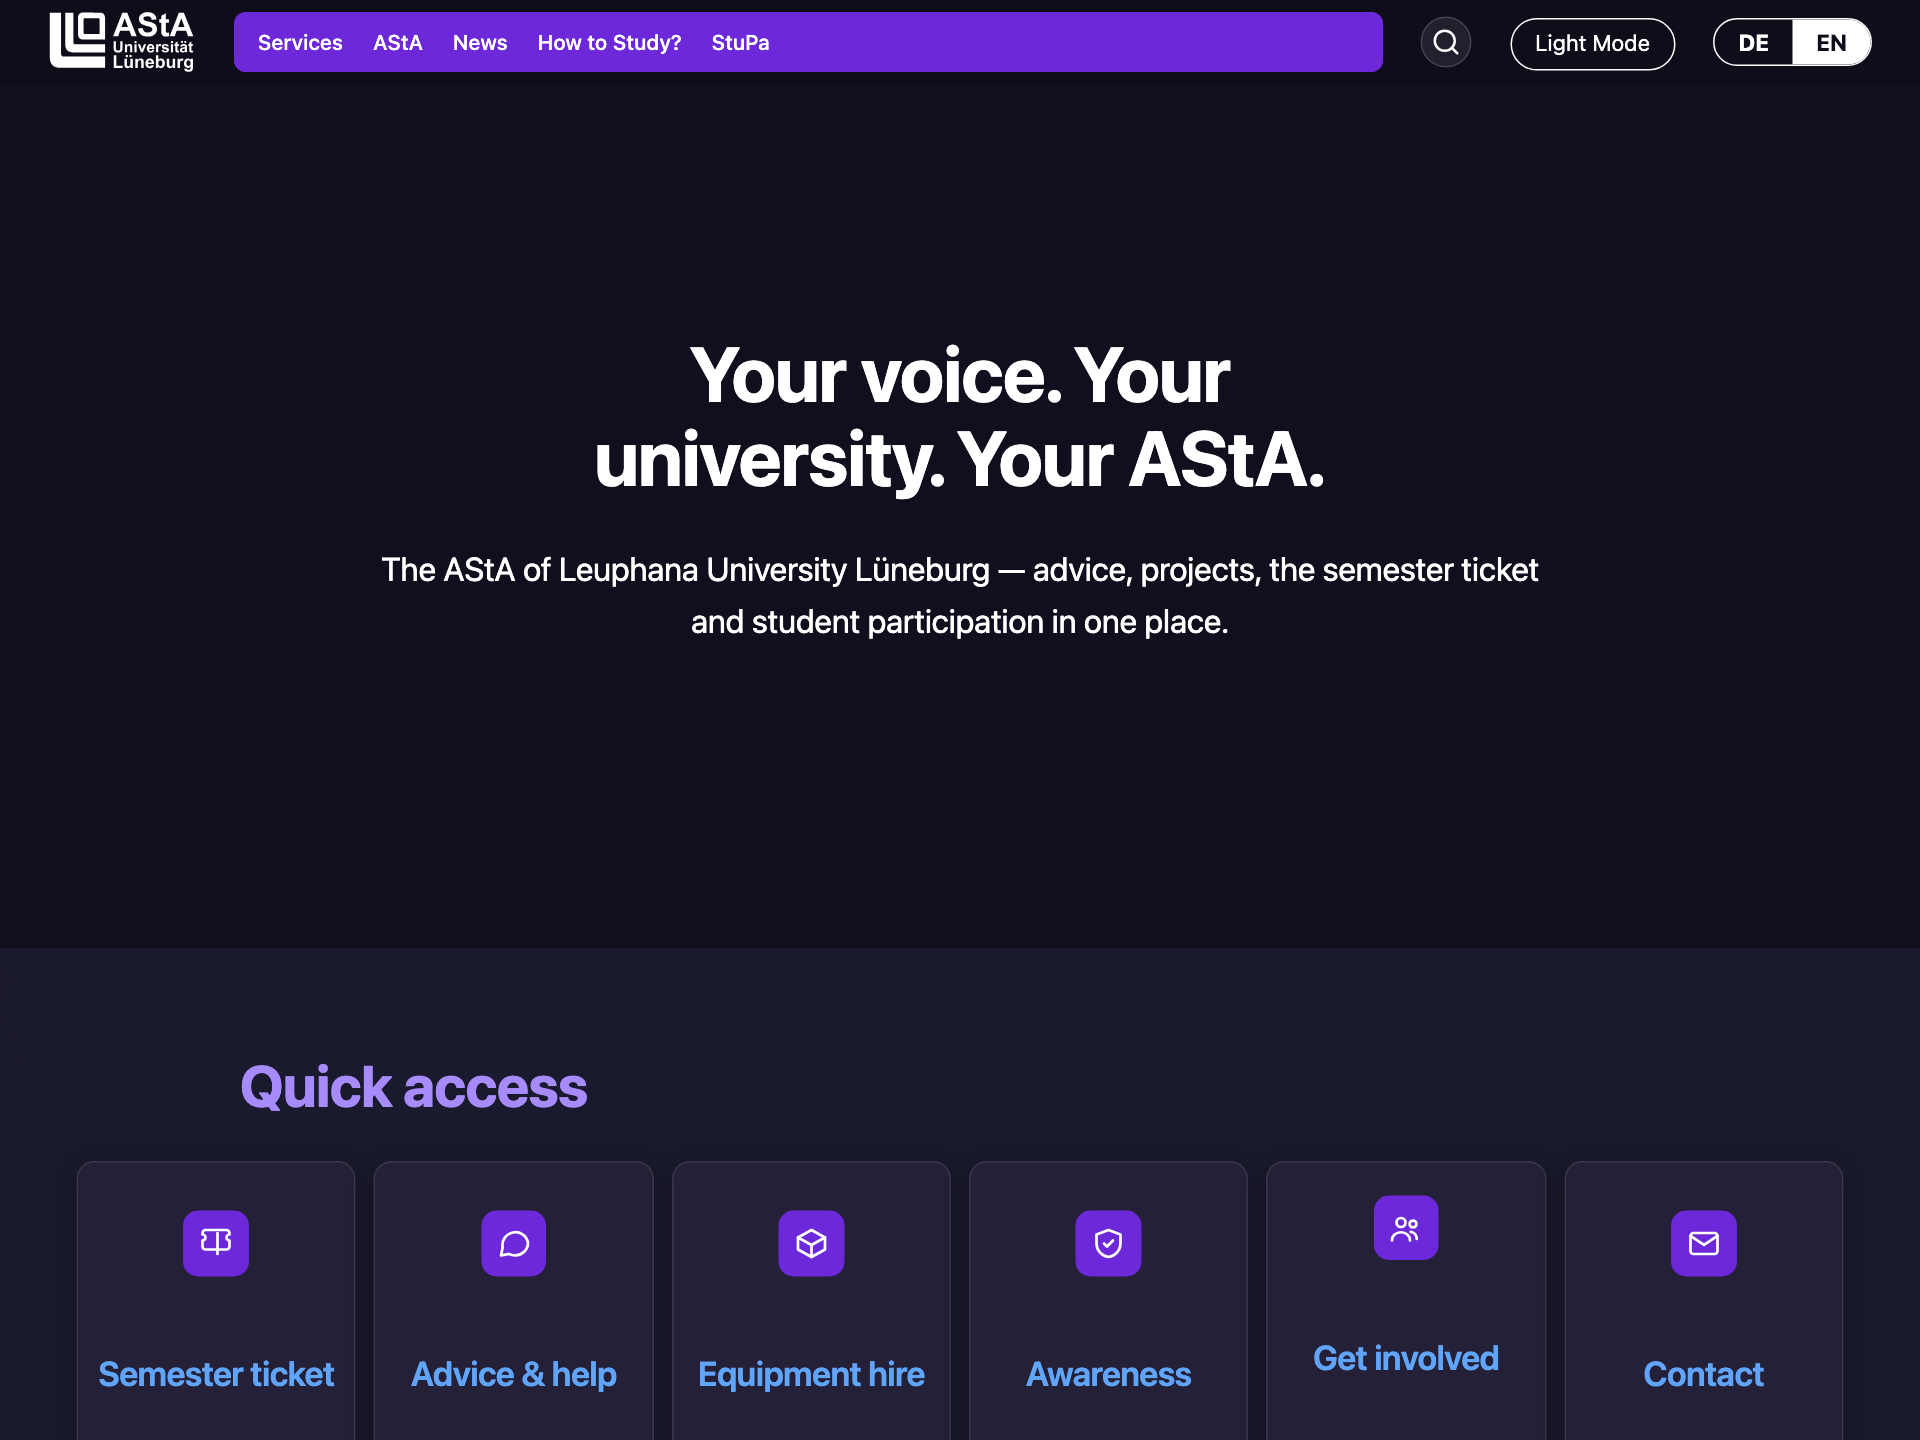 AStA
Universität
Lüneburg
Services AStA News How to Study? StuPa
Light Mode
DE EN
Your voice. Your
university. Your AStA.
The AStA of Leuphana University Lüneburg — advice, projects, the semester ticket
and student participation in one place.
Quick access
Semester ticket
Advice & help
Equipment hire
Awareness
Get involved
Contact